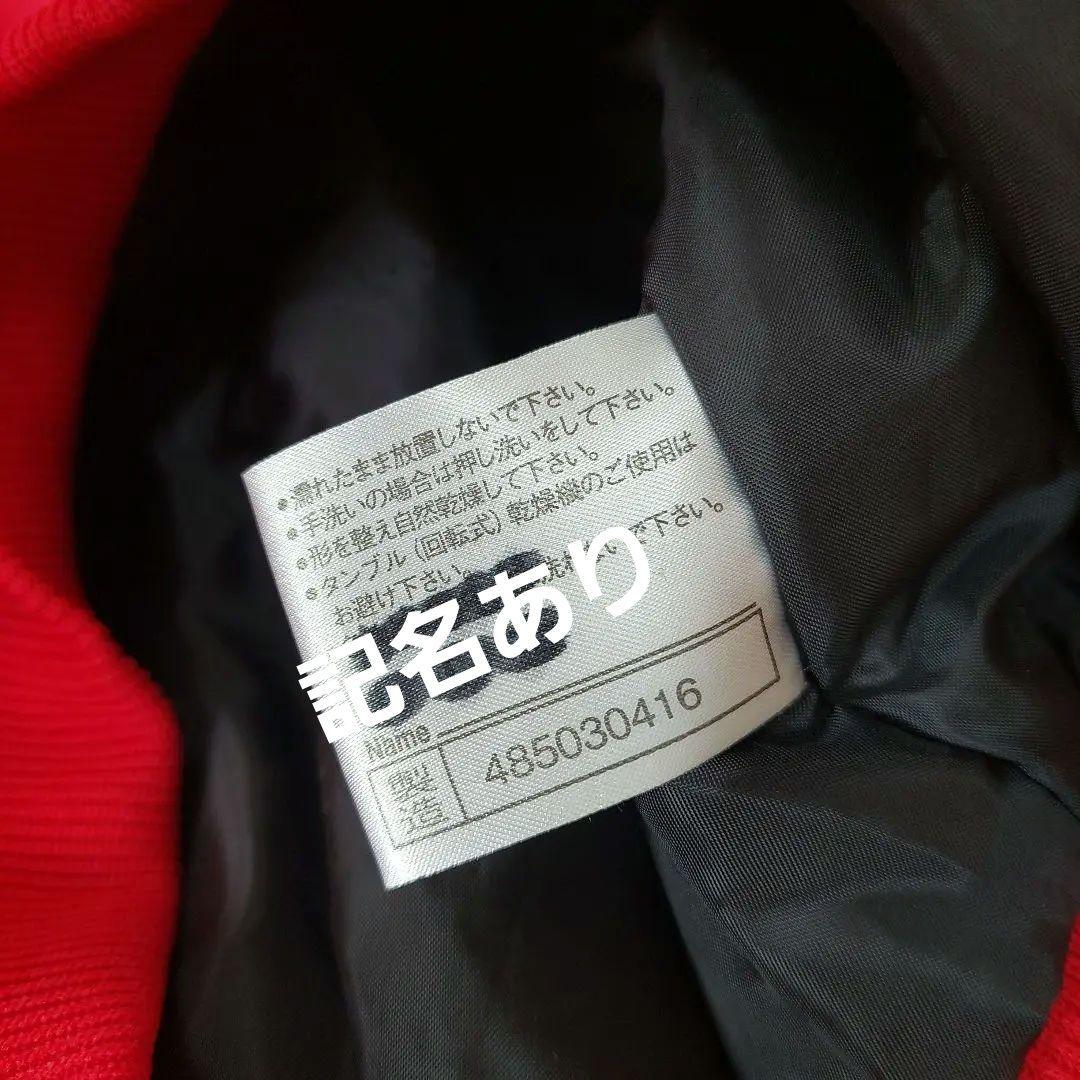 •濡れたまま放置しないで下さい。
•手洗いの場合は押し洗いをして下さい。
•形を整え自然乾燥して下さい。
•タンブル(回転式)乾燥機のご使用は
お避け下さい。
洗わないで下さい。
記名あり
Name
製造 485030416